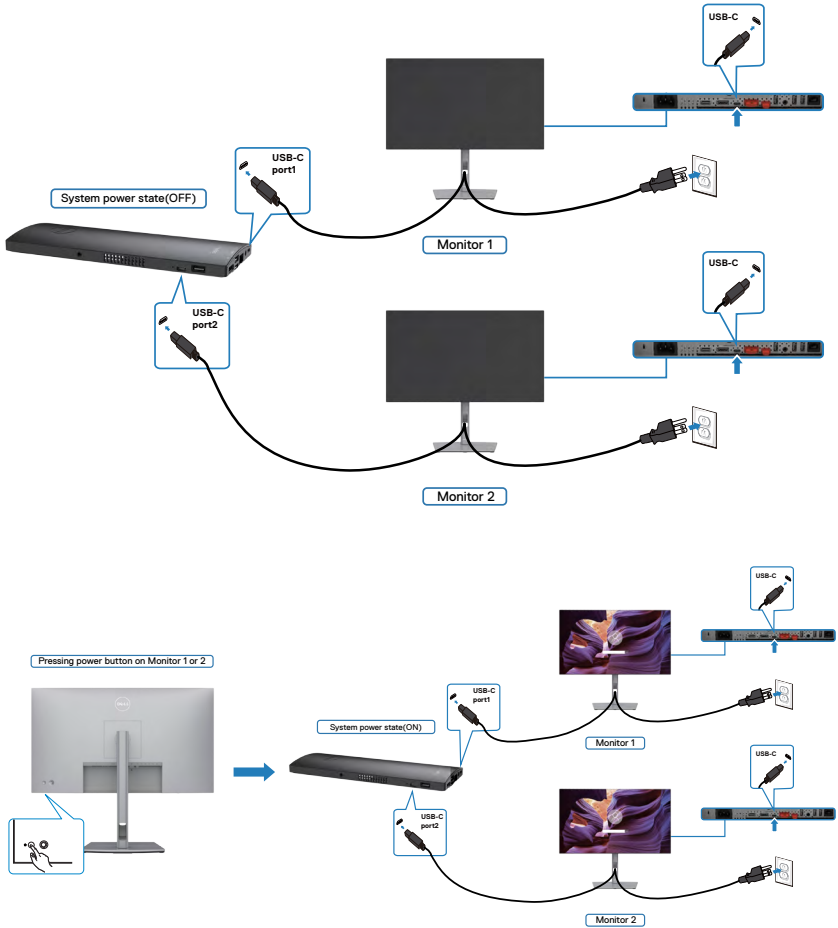 USB-C
USB-C
port1
System power state(OFF)
Monitor 1
USB-C
USB-C
port2
Monitor 2
USB-C
Pressing power button on Monitor 1 or 2
DELL
USB-C
port1
System power state(ON)
Monitor 1
USB-C
USB-C
port2
Monitor 2